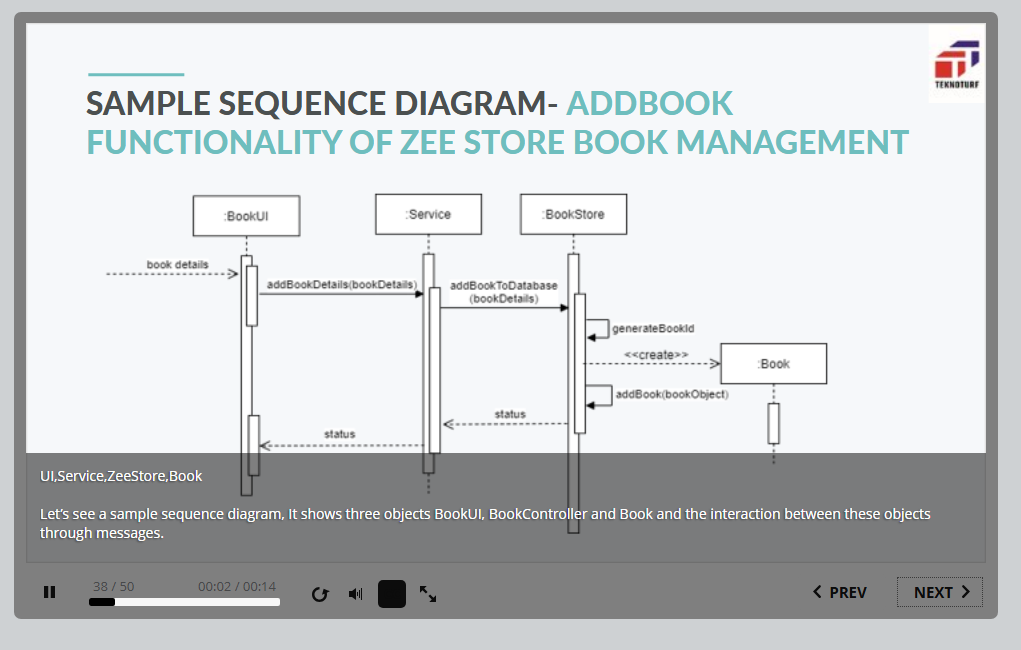 TEKNOTURF
SAMPLE SEQUENCE DIAGRAM- ADDBOOK
FUNCTIONALITY OF ZEE STORE BOOK MANAGEMENT
:BookUI
:Service
:BookStore
book details
addBookDetails(bookDetails)
addBookToDatabase
(bookDetails)
generateBookId
<<create>>
:Book
addBook(bookObject)
status
status
UI,Service,ZeeStore,Book
Let’s see a sample sequence diagram, It shows three objects BookUI, BookController and Book and the interaction between these objects
through messages.
38 / 50
00:02 / 00:14
PREV
NEXT